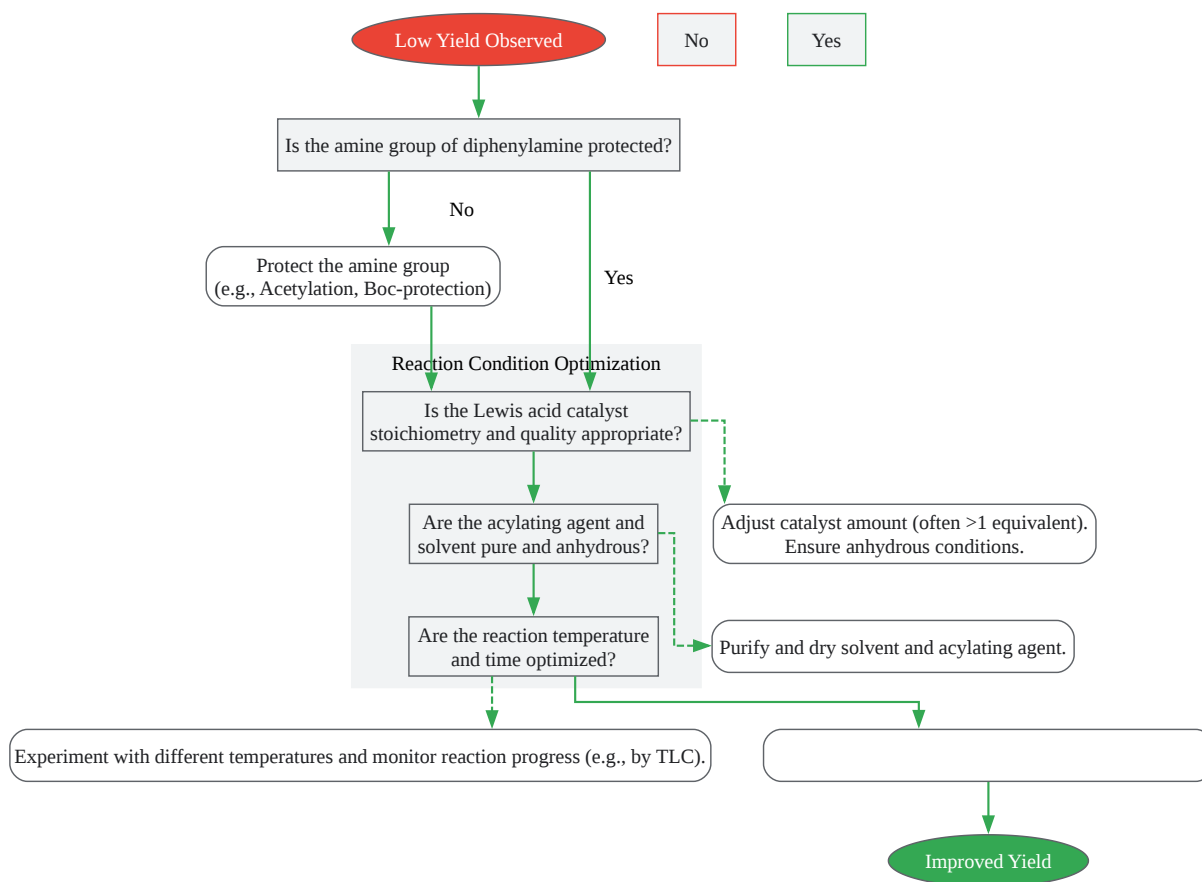 Low Yield Observed
No
Yes
Is the amine group of diphenylamine protected?
No
Protect the amine group
(e.g., Acetylation, Boc-protection)
Yes
Reaction Condition Optimization
Is the Lewis acid catalyst
stoichiometry and quality appropriate?
Are the acylating agent and
solvent pure and anhydrous?
Adjust catalyst amount (often >1 equivalent).
Ensure anhydrous conditions.
Are the reaction temperature
and time optimized?
Purify and dry solvent and acylating agent.
Experiment with different temperatures and monitor reaction progress (e.g., by TLC).
Improved Yield